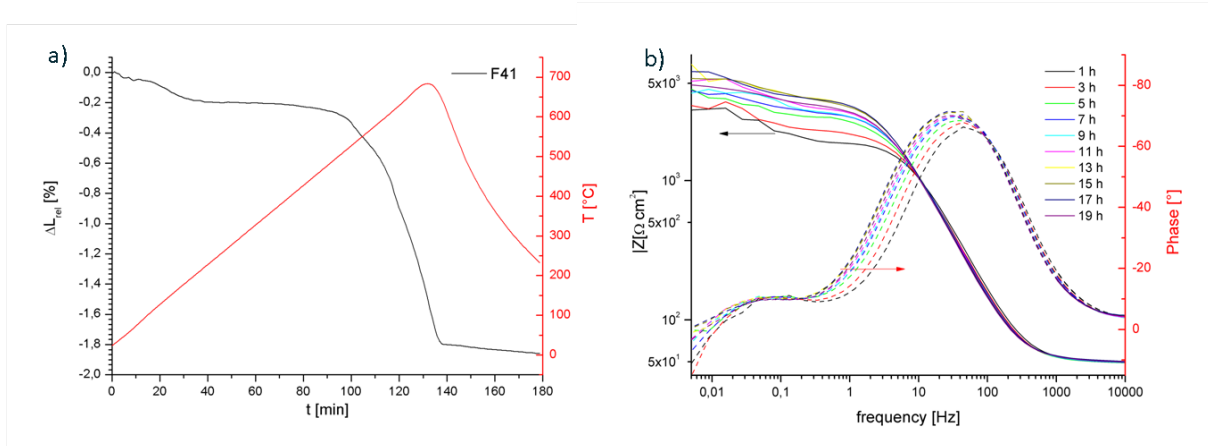 a)
F41
0,0
-0,2
-0,4
-0,6
-0,8
-1,0
-1,2
-1,4
-1,6
-1,8
-2,0
ΔL_rel [%]
0 20 40 60 80 100 120 140 160 180
t [min]
700
600
500
400
300
200
100
0
T [°C]
b)
5x10³
10³
5x10²
10²
5x10¹
|Z[Ω cm²]
0,01 0,1 1 10 100 1000 10000
frequency [Hz]
-80
-60
-40
-20
0
Phase [°]
1 h
3 h
5 h
7 h
9 h
11 h
13 h
15 h
17 h
19 h